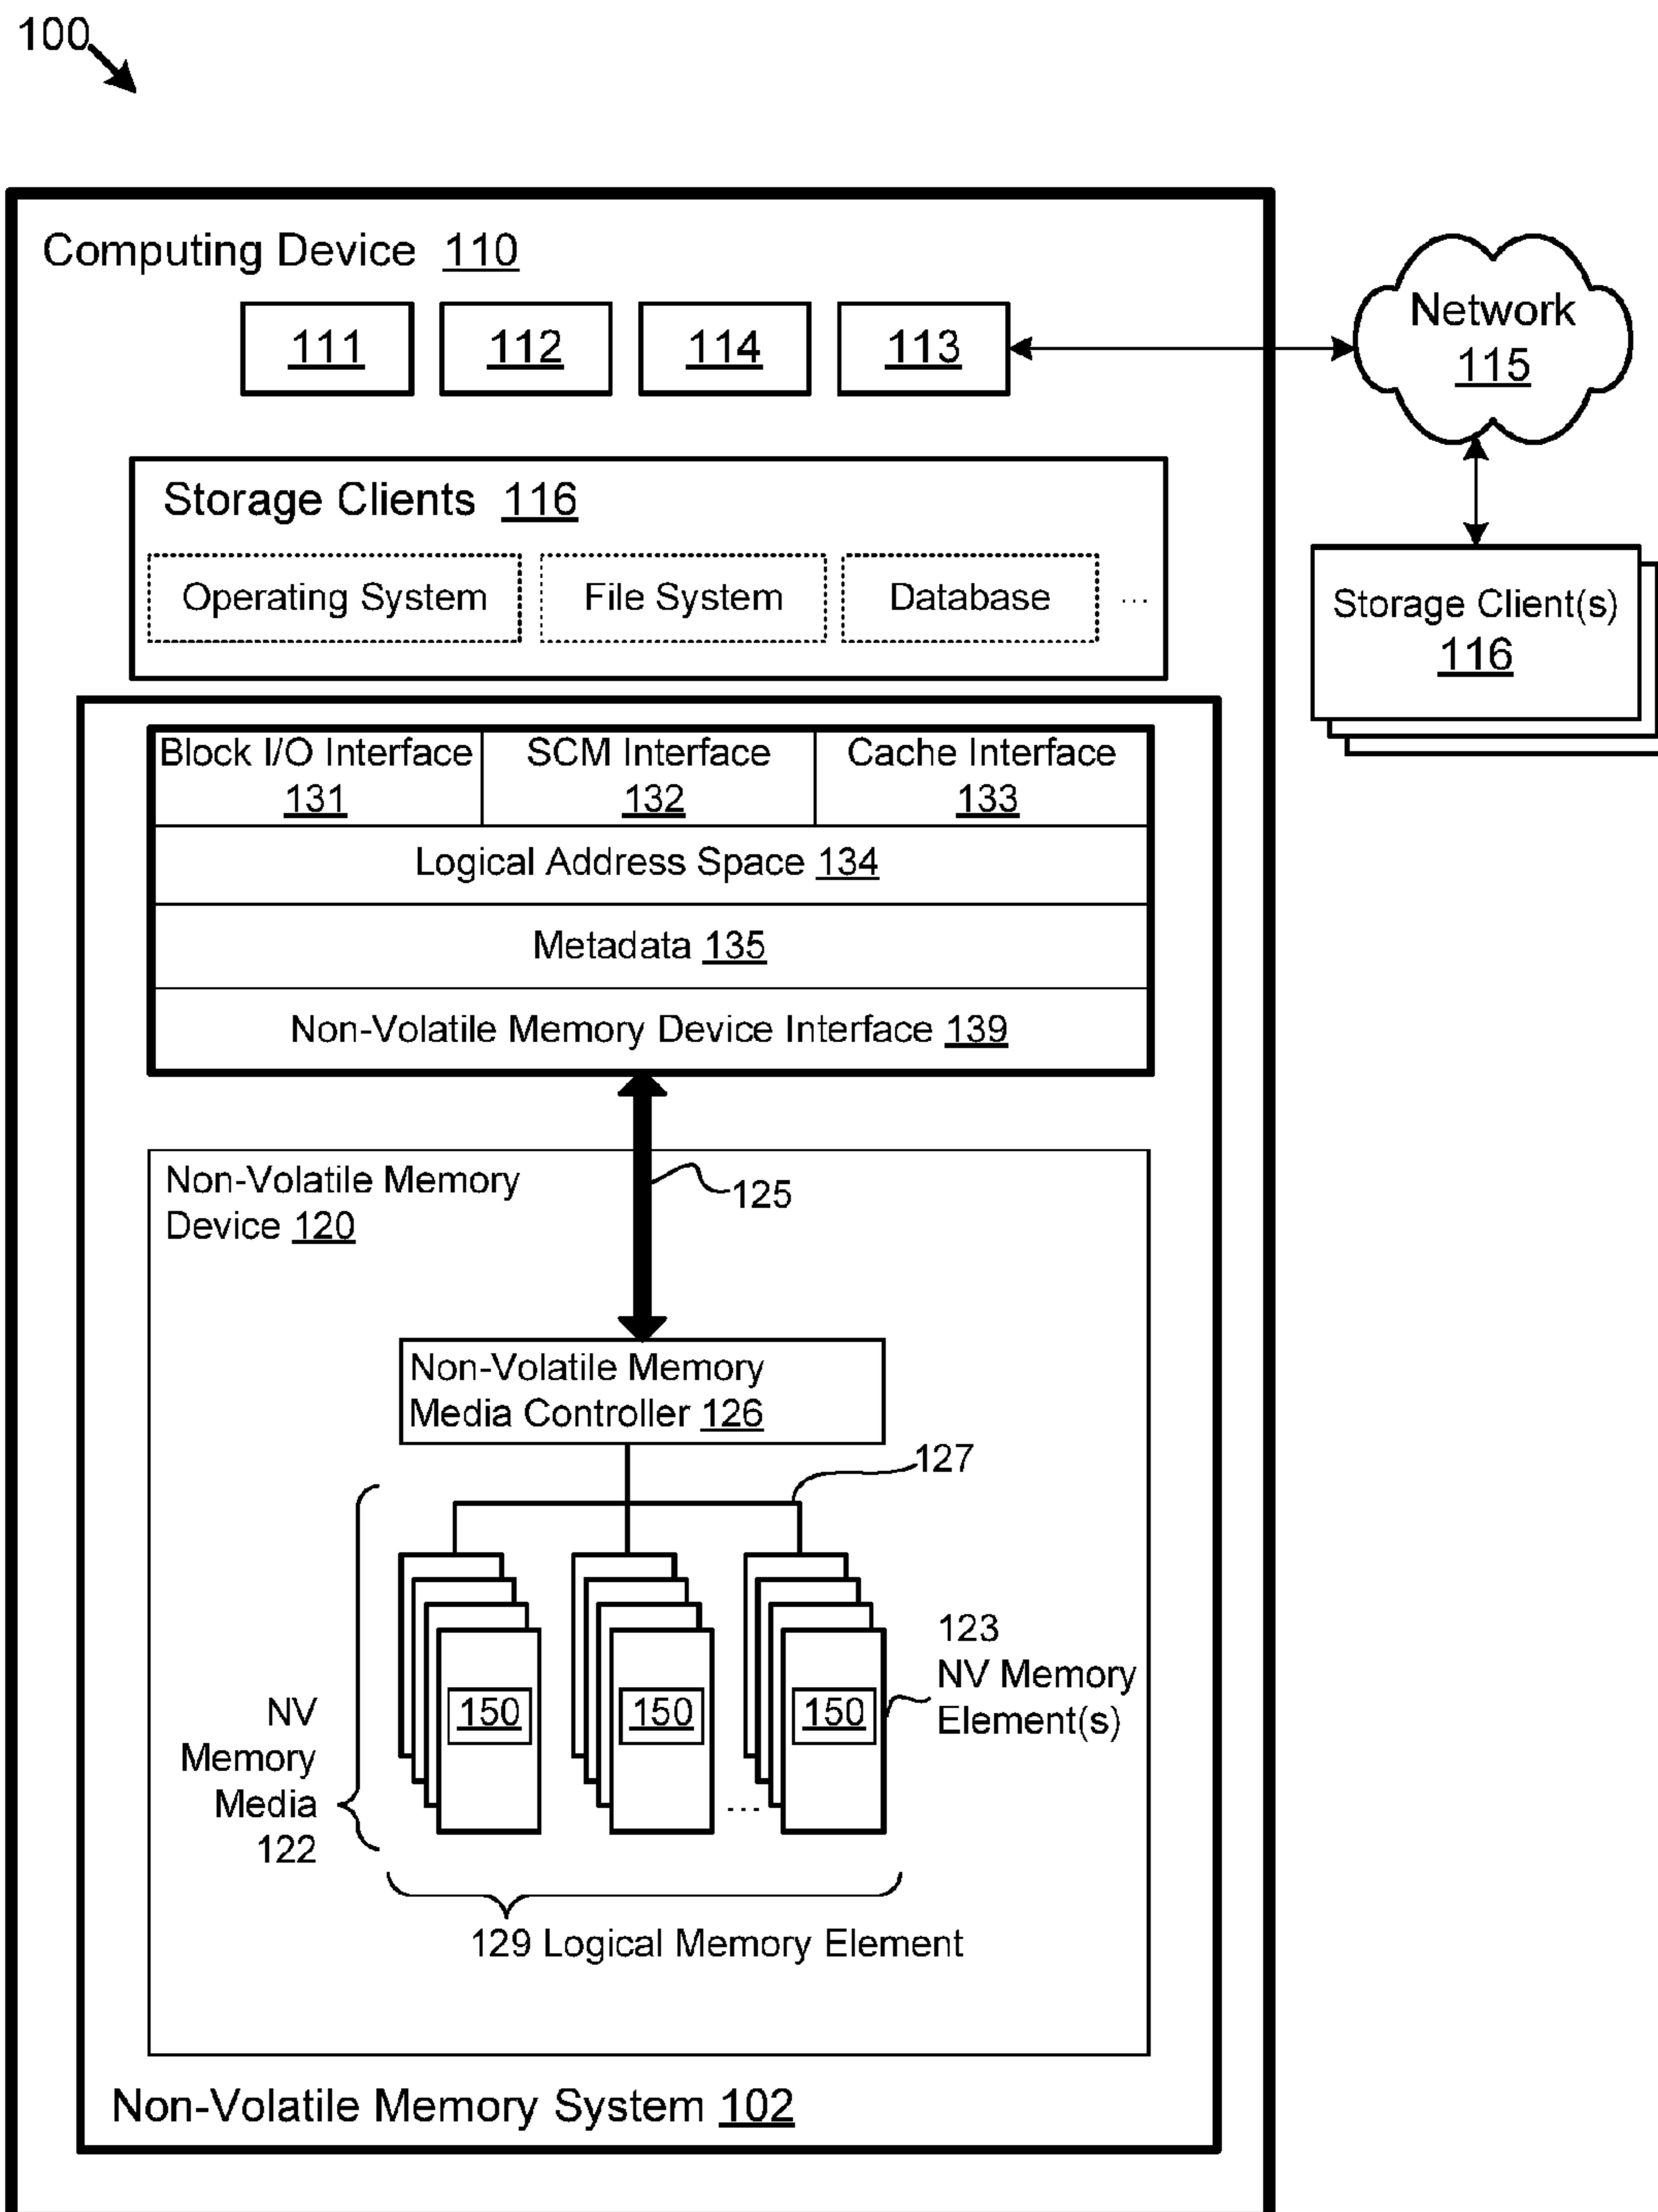 100
Computing Device 110
111
112
114
113
Network
115
Storage Clients 116
Operating System
File System
Database
...
Storage Client(s)
116
Block I/O Interface
131
SCM Interface
132
Cache Interface
133
Logical Address Space 134
Metadata 135
Non-Volatile Memory Device Interface 139
Non-Volatile Memory
Device 120
125
Non-Volatile Memory
Media Controller 126
127
150
150
150
...
123
NV Memory
Element(s)
NV
Memory
Media
122
129 Logical Memory Element
Non-Volatile Memory System 102